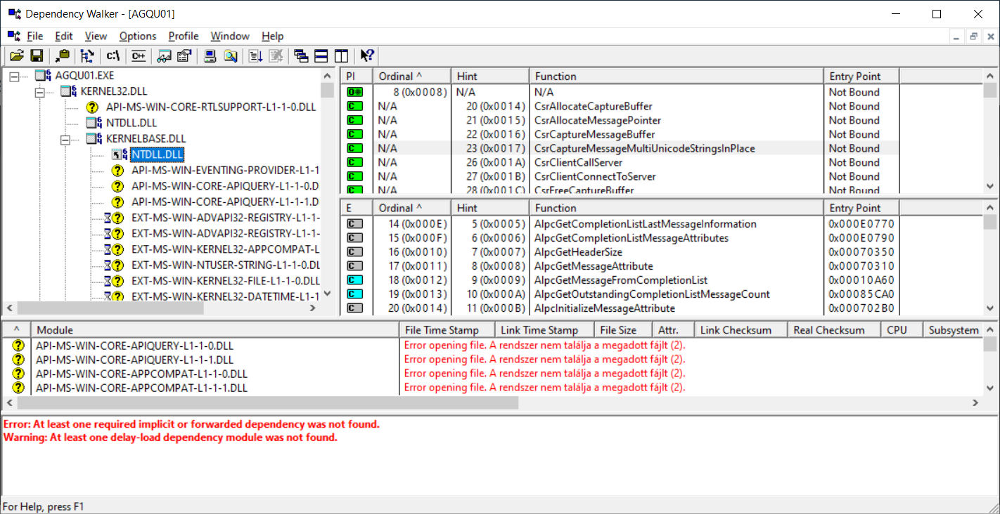 Dependency Walker - [AGQU01]
File Edit View Options Profile Window Help
c:\ C++
AGQU01.EXE
KERNEL32.DLL
API-MS-WIN-CORE-RTLSUPPORT-L1-1-0.DLL
NTDLL.DLL
KERNELBASE.DLL
NTDLL.DLL
API-MS-WIN-EVENTING-PROVIDER-L1-1
API-MS-WIN-CORE-APIQUERY-L1-1-0.D
API-MS-WIN-CORE-APIQUERY-L1-1-1.D
EXT-MS-WIN-ADVAPI32-REGISTRY-L1-1-
EXT-MS-WIN-ADVAPI32-REGISTRY-L1-1-
EXT-MS-WIN-KERNEL32-APPCOMPAT-L
EXT-MS-WIN-NTUSER-STRING-L1-1-0.DL
EXT-MS-WIN-KERNEL32-FILE-L1-1-0.DLL
EXT-MS-WIN-KERNEL32-DATETIME-L1-1
PI Ordinal ^ Hint Function Entry Point
O# 8 (0x0008) N/A N/A Not Bound
C N/A 20 (0x0014) CsrAllocateCaptureBuffer Not Bound
C N/A 21 (0x0015) CsrAllocateMessagePointer Not Bound
C N/A 22 (0x0016) CsrCaptureMessageBuffer Not Bound
C N/A 23 (0x0017) CsrCaptureMessageMultiUnicodeStringsInPlace Not Bound
C N/A 26 (0x001A) CsrClientCallServer Not Bound
C N/A 27 (0x001B) CsrClientConnectToServer Not Bound
C N/A 28 (0x001C) CsrFreeCaptureBuffer Not Bound
E Ordinal ^ Hint Function Entry Point
C 14 (0x000E) 5 (0x0005) AlpcGetCompletionListLastMessageInformation 0x000E0770
C 15 (0x000F) 6 (0x0006) AlpcGetCompletionListMessageAttributes 0x000E0790
C 16 (0x0010) 7 (0x0007) AlpcGetHeaderSize 0x00070350
C 17 (0x0011) 8 (0x0008) AlpcGetMessageAttribute 0x00070310
C 18 (0x0012) 9 (0x0009) AlpcGetMessageFromCompletionList 0x00010A60
C 19 (0x0013) 10 (0x000A) AlpcGetOutstandingCompletionListMessageCount 0x00085CA0
C 20 (0x0014) 11 (0x000B) AlpcInitializeMessageAttribute 0x000702B0
^ Module File Time Stamp Link Time Stamp File Size Attr. Link Checksum Real Checksum CPU Subsystem
? API-MS-WIN-CORE-APIQUERY-L1-1-0.DLL Error opening file. A rendszer nem találja a megadott fájlt (2).
? API-MS-WIN-CORE-APIQUERY-L1-1-1.DLL Error opening file. A rendszer nem találja a megadott fájlt (2).
? API-MS-WIN-CORE-APPCOMPAT-L1-1-0.DLL Error opening file. A rendszer nem találja a megadott fájlt (2).
? API-MS-WIN-CORE-APPCOMPAT-L1-1-1.DLL Error opening file. A rendszer nem találja a megadott fájlt (2).
Error: At least one required implicit or forwarded dependency was not found.
Warning: At least one delay-load dependency module was not found.
For Help, press F1